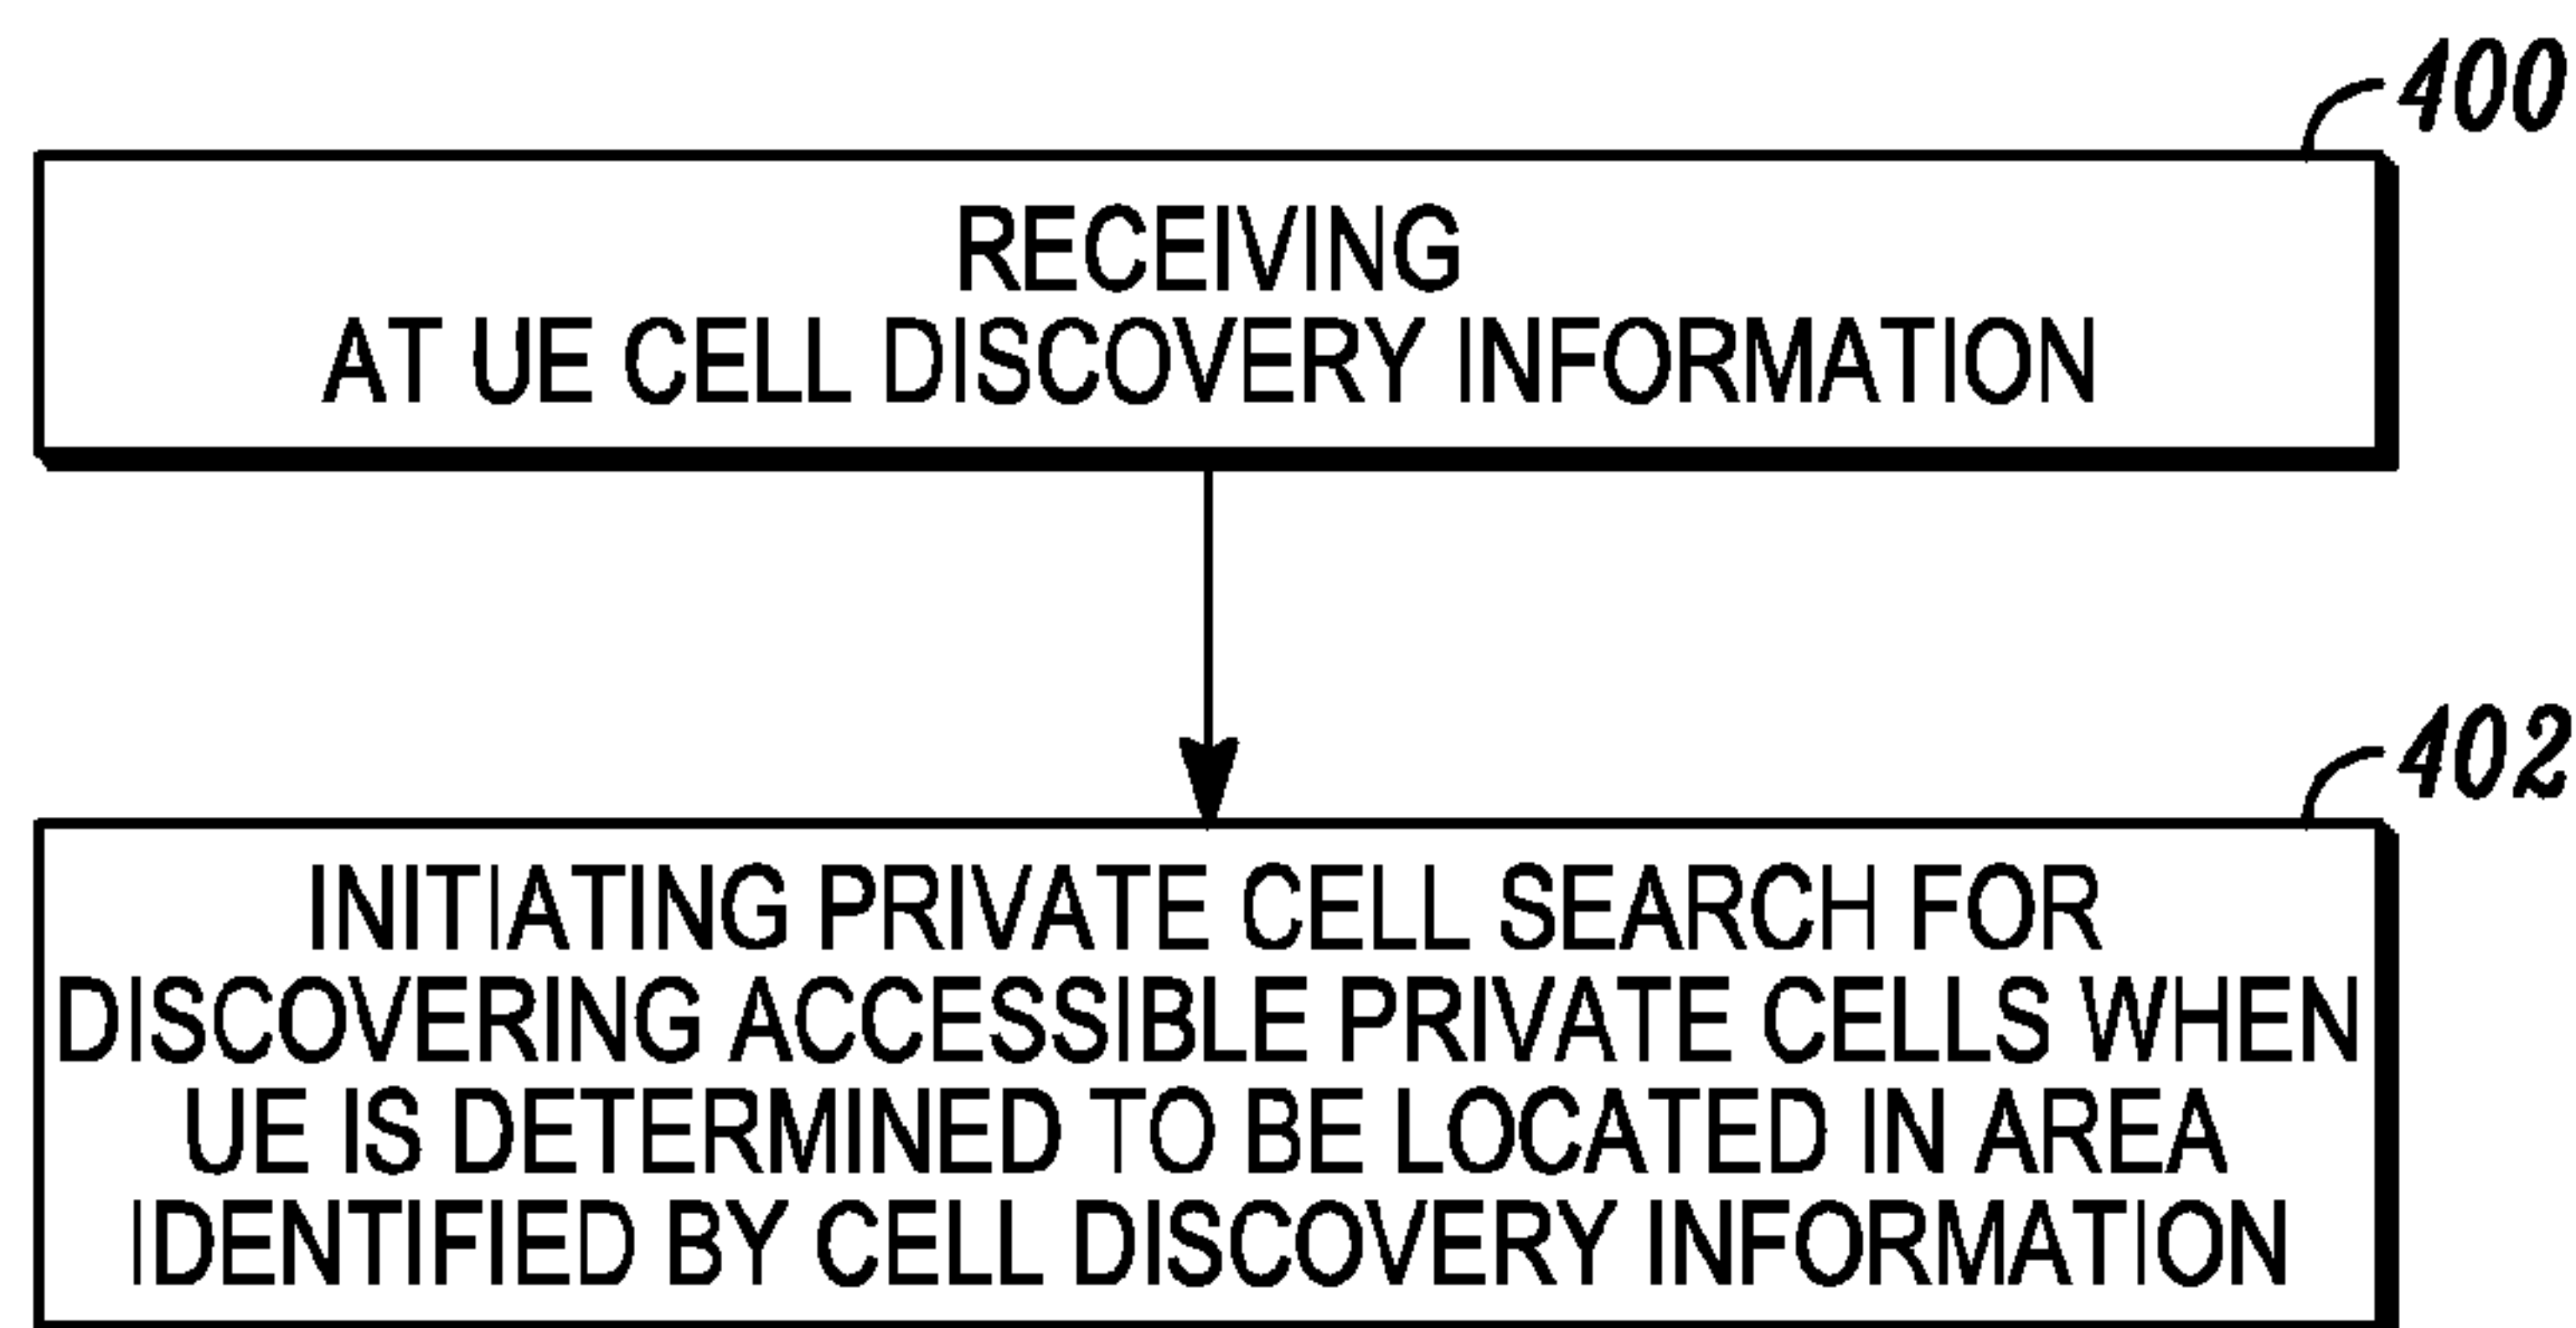 400
RECEIVING
AT UE CELL DISCOVERY INFORMATION
402
INITIATING PRIVATE CELL SEARCH FOR
DISCOVERING ACCESSIBLE PRIVATE CELLS WHEN
UE IS DETERMINED TO BE LOCATED IN AREA
IDENTIFIED BY CELL DISCOVERY INFORMATION